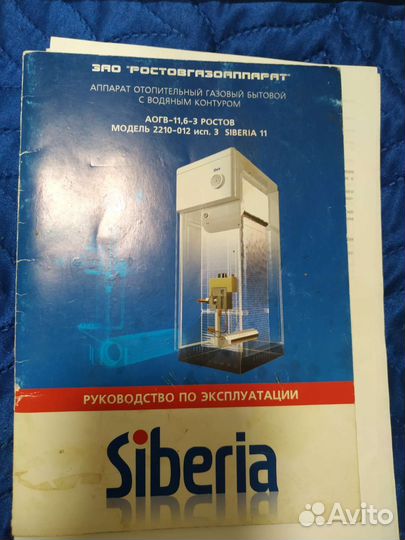 ЗАО "РОСТОВГАЗОАППАРАТ"
АППАРАТ ОТОПИТЕЛЬНЫЙ ГАЗОВЫЙ БЫТОВОЙ
С ВОДЯНЫМ КОНТУРОМ
АОГВ-11,6-3 РОСТОВ
МОДЕЛЬ 2210-012 исп. 3 SIBERIA 11
РУКОВОДСТВО ПО ЭКСПЛУАТАЦИИ
Siberia
Avito